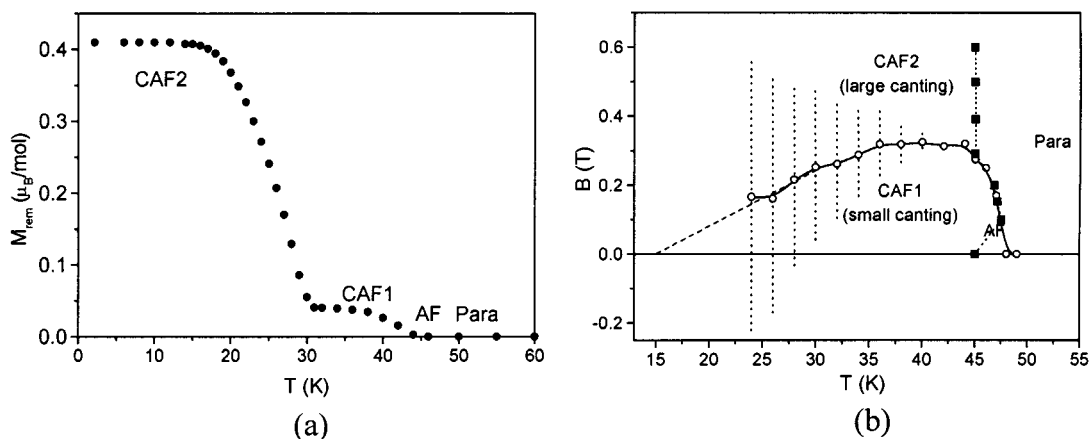 0.4
0.3
0.2
0.1
0.0
M_rem (μ_B/mol)
CAF2
CAF1
AF Para
0 10 20 30 40 50 60
T (K)
(a)
0.6
0.4
0.2
0.0
-0.2
B (T)
CAF2
(large canting)
Para
CAF1
(small canting)
AF
15 20 25 30 35 40 45 50 55
T (K)
(b)